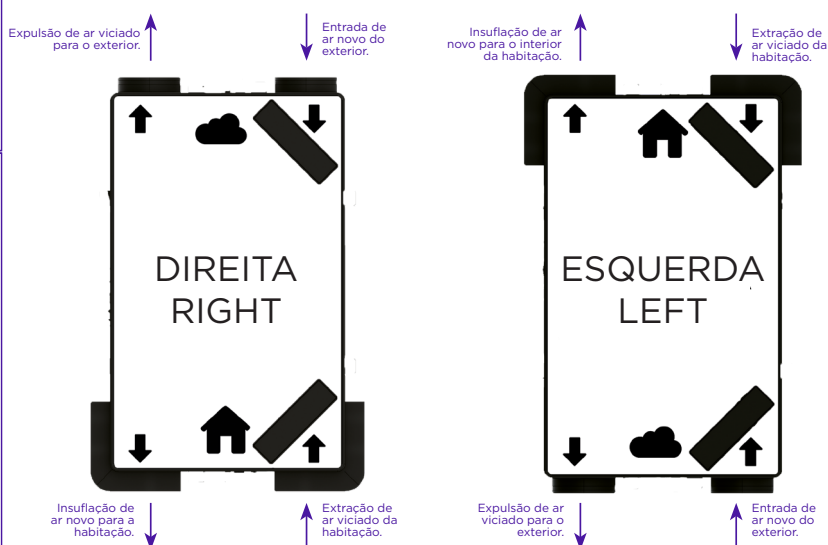 Expulsão de ar viciado
para o exterior.
Entrada de
ar novo do
exterior.
Insuflação de ar
novo para o interior
da habitação.
Extração de
ar viciado da
habitação.
DIREITA
RIGHT
ESQUERDA
LEFT
Insuflação de
ar novo para a
habitação.
Extração de
ar viciado da
habitação.
Expulsão de ar
viciado para o
exterior.
Entrada de
ar novo do
exterior.